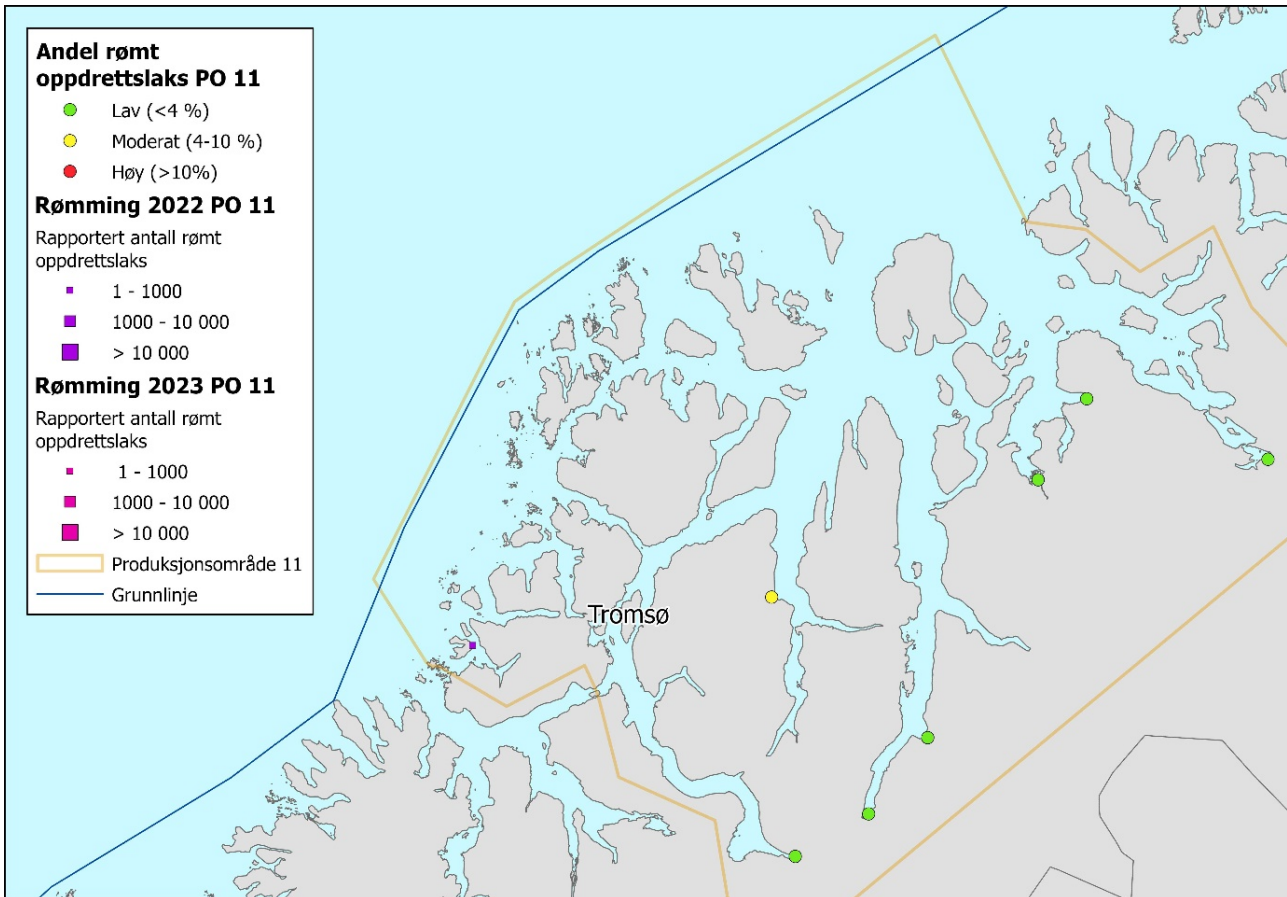 Andel rømt
oppdrettslaks PO 11
Lav (<4 %)
Moderat (4-10 %)
Høy (>10%)
Rømming 2022 PO 11
Rapportert antall rømt
oppdrettslaks
1 - 1000
1000 - 10 000
> 10 000
Rømming 2023 PO 11
Rapportert antall rømt
oppdrettslaks
1 - 1000
1000 - 10 000
> 10 000
Produksjonsområde 11
Grunnlinje
Tromsø